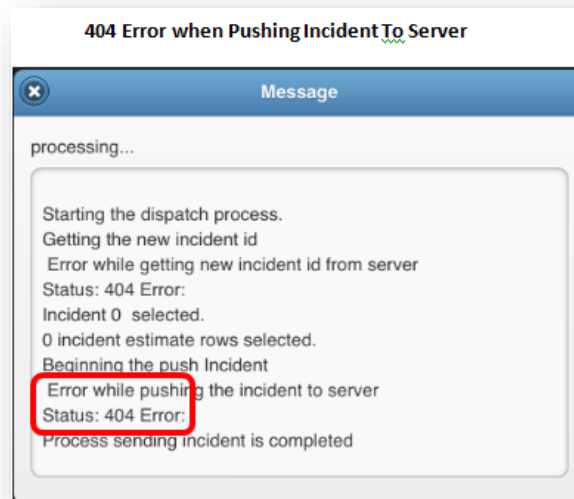 404 Error when Pushing Incident To Server
Message
processing...
Starting the dispatch process.
Getting the new incident id
Error while getting new incident id from server
Status: 404 Error:
Incident 0 selected.
0 incident estimate rows selected.
Beginning the push Incident
Error while pushing the incident to server
Status: 404 Error:
Process sending incident is completed